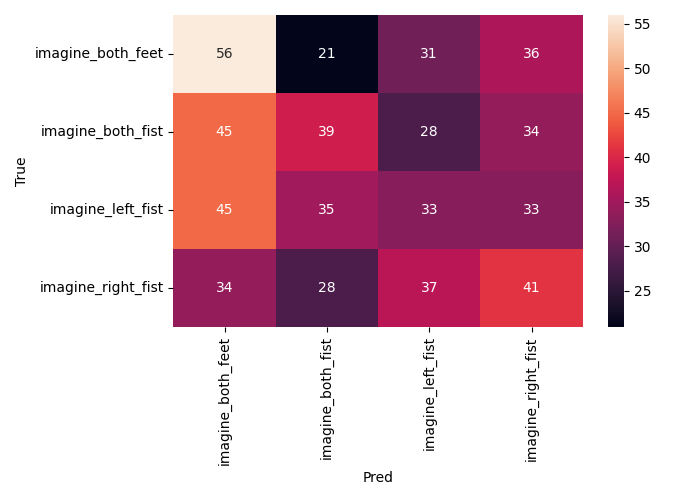 True
imagine_both_feet 56 21 31 36
imagine_both_fist 45 39 28 34
imagine_left_fist 45 35 33 33
imagine_right_fist 34 28 37 41
imagine_both_feet
imagine_both_fist
imagine_left_fist
imagine_right_fist
Pred
55
50
45
40
35
30
25